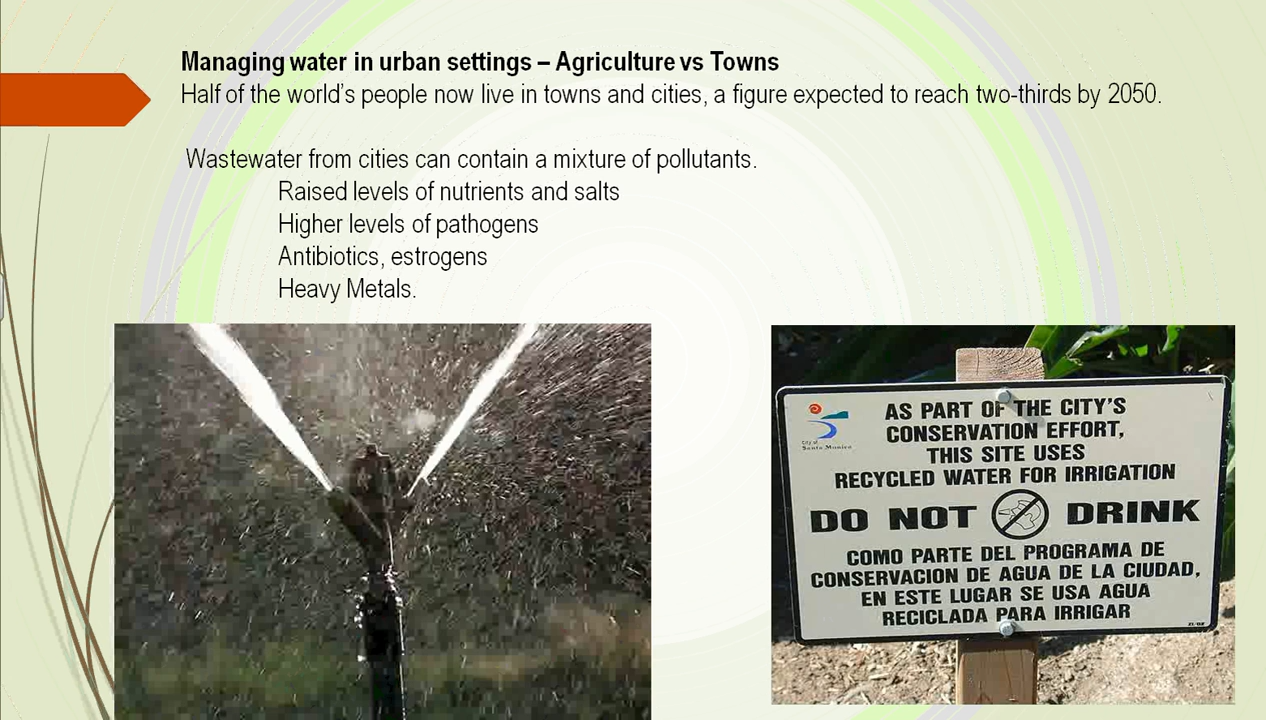 Managing water in urban settings – Agriculture vs Towns
Half of the world's people now live in towns and cities, a figure expected to reach two-thirds by 2050.
Wastewater from cities can contain a mixture of pollutants.
Raised levels of nutrients and salts
Higher levels of pathogens
Antibiotics, estrogens
Heavy Metals.
City of
Santa Monica
AS PART OF THE CITY'S
CONSERVATION EFFORT,
THIS SITE USES
RECYCLED WATER FOR IRRIGATION
DO NOT DRINK
COMO PARTE DEL PROGRAMA DE
CONSERVACION DE AGUA DE LA CIUDAD,
EN ESTE LUGAR SE USA AGUA
RECICLADA PARA IRRIGAR